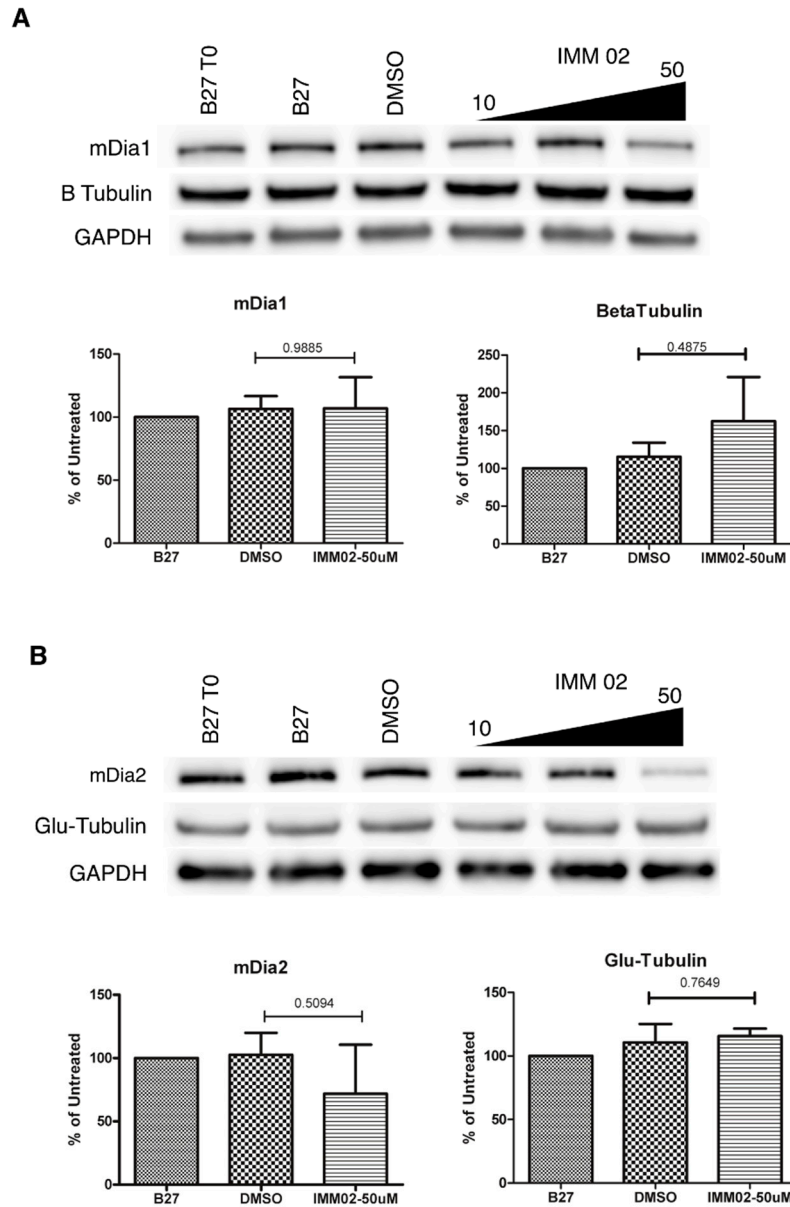 A
B27 T0
B27
DMSO
IMM 02
10
50
mDia1
B Tubulin
GAPDH
mDia1
0.9885
% of Untreated
150
100
50
0
B27
DMSO
IMM02-50uM
BetaTubulin
0.4875
% of Untreated
250
200
150
100
50
0
B27
DMSO
IMM02-50uM
B
B27 T0
B27
DMSO
IMM 02
10
50
mDia2
Glu-Tubulin
GAPDH
mDia2
0.5094
% of Untreated
150
100
50
0
B27
DMSO
IMM02-50uM
Glu-Tubulin
0.7649
% of Untreated
150
100
50
0
B27
DMSO
IMM02-50uM